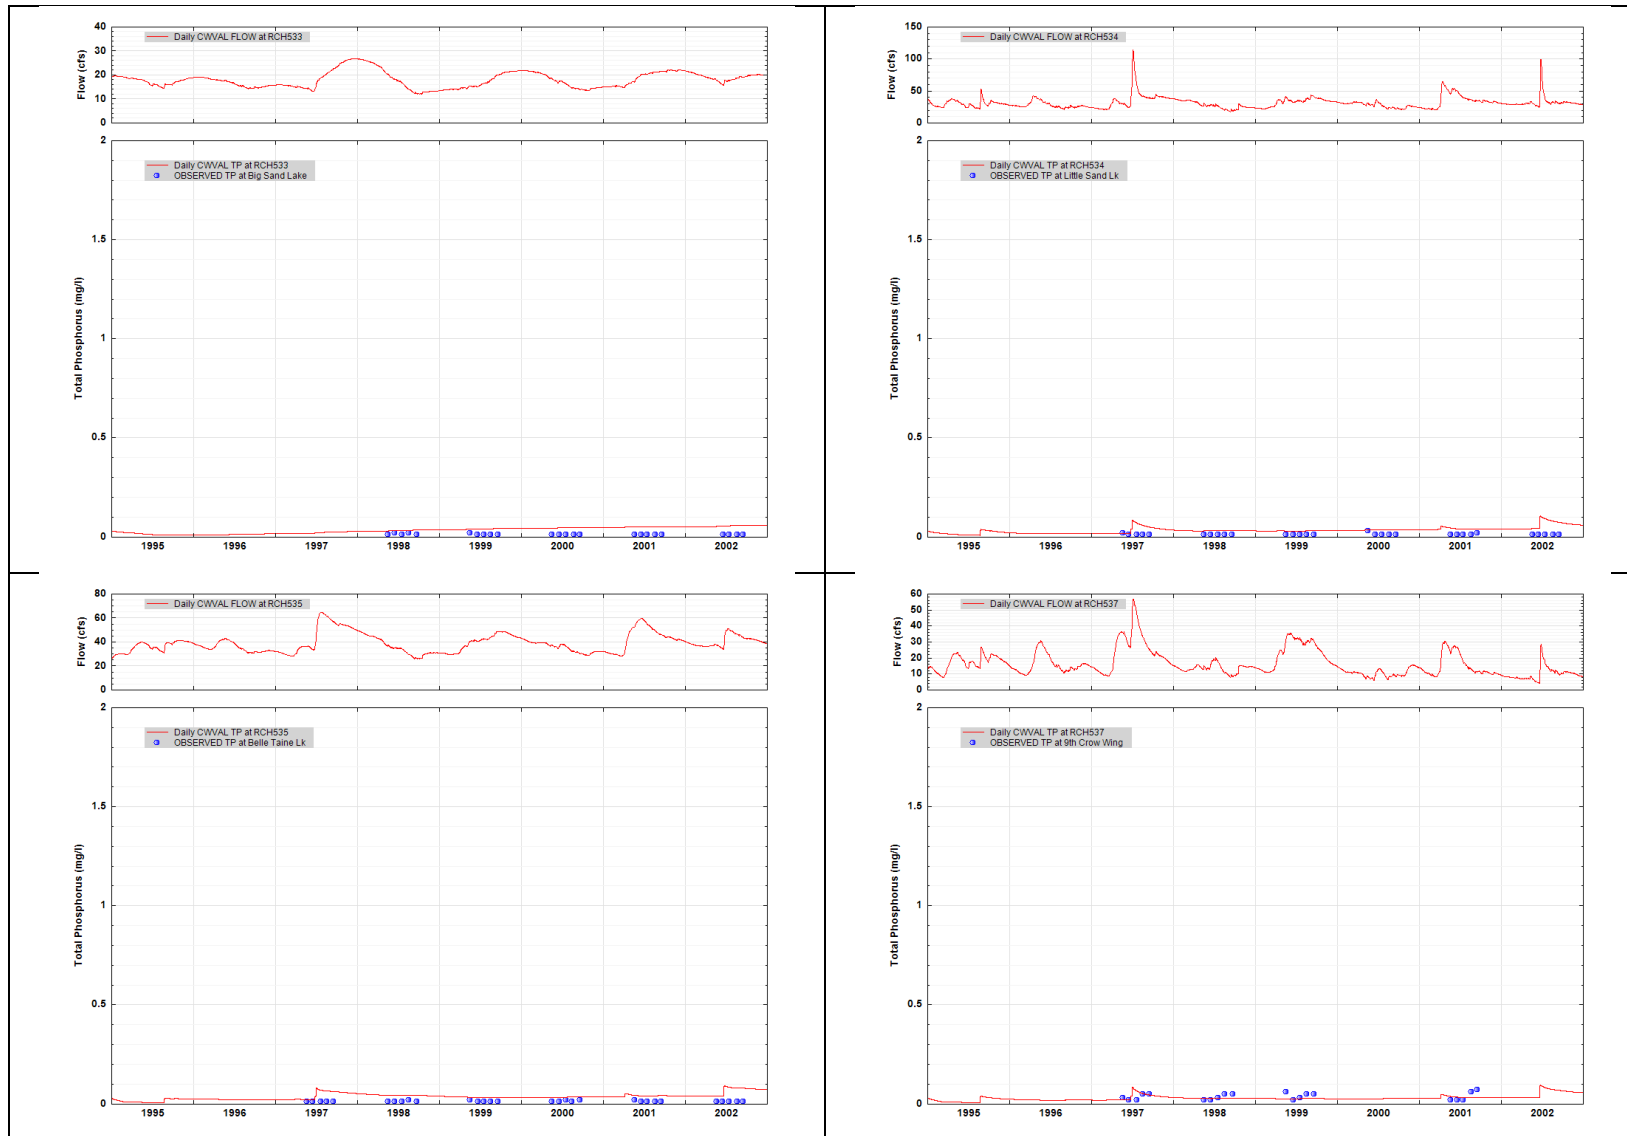 Daily CWVAL FLOW at RCH533
Flow (cfs)
40
30
20
10
0
Daily CWVAL TP at RCH533
OBSERVED TP at Big Sand Lake
Total Phosphorus (mg/l)
2
1.5
1
0.5
0
1995 1996 1997 1998 1999 2000 2001 2002
Daily CWVAL FLOW at RCH534
Flow (cfs)
150
100
50
0
Daily CWVAL TP at RCH534
OBSERVED TP at Little Sand Lk
Total Phosphorus (mg/l)
2
1.5
1
0.5
0
1995 1996 1997 1998 1999 2000 2001 2002
Daily CWVAL FLOW at RCH535
Flow (cfs)
80
60
40
20
0
Daily CWVAL TP at RCH535
OBSERVED TP at Belle Taine Lk
Total Phosphorus (mg/l)
2
1.5
1
0.5
0
1995 1996 1997 1998 1999 2000 2001 2002
Daily CWVAL FLOW at RCH537
Flow (cfs)
60
50
40
30
20
10
0
Daily CWVAL TP at RCH537
OBSERVED TP at 9th Crow Wing
Total Phosphorus (mg/l)
2
1.5
1
0.5
0
1995 1996 1997 1998 1999 2000 2001 2002